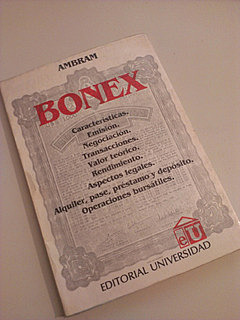 AMBRAM
BONEX
Características.
Emisión.
Negociación.
Transacciones.
Valor teórico.
Rendimiento.
Aspectos legales.
Alquiler, pase, préstamo y depósito.
Operaciones bursátiles.
eU
EDITORIAL UNIVERSIDAD